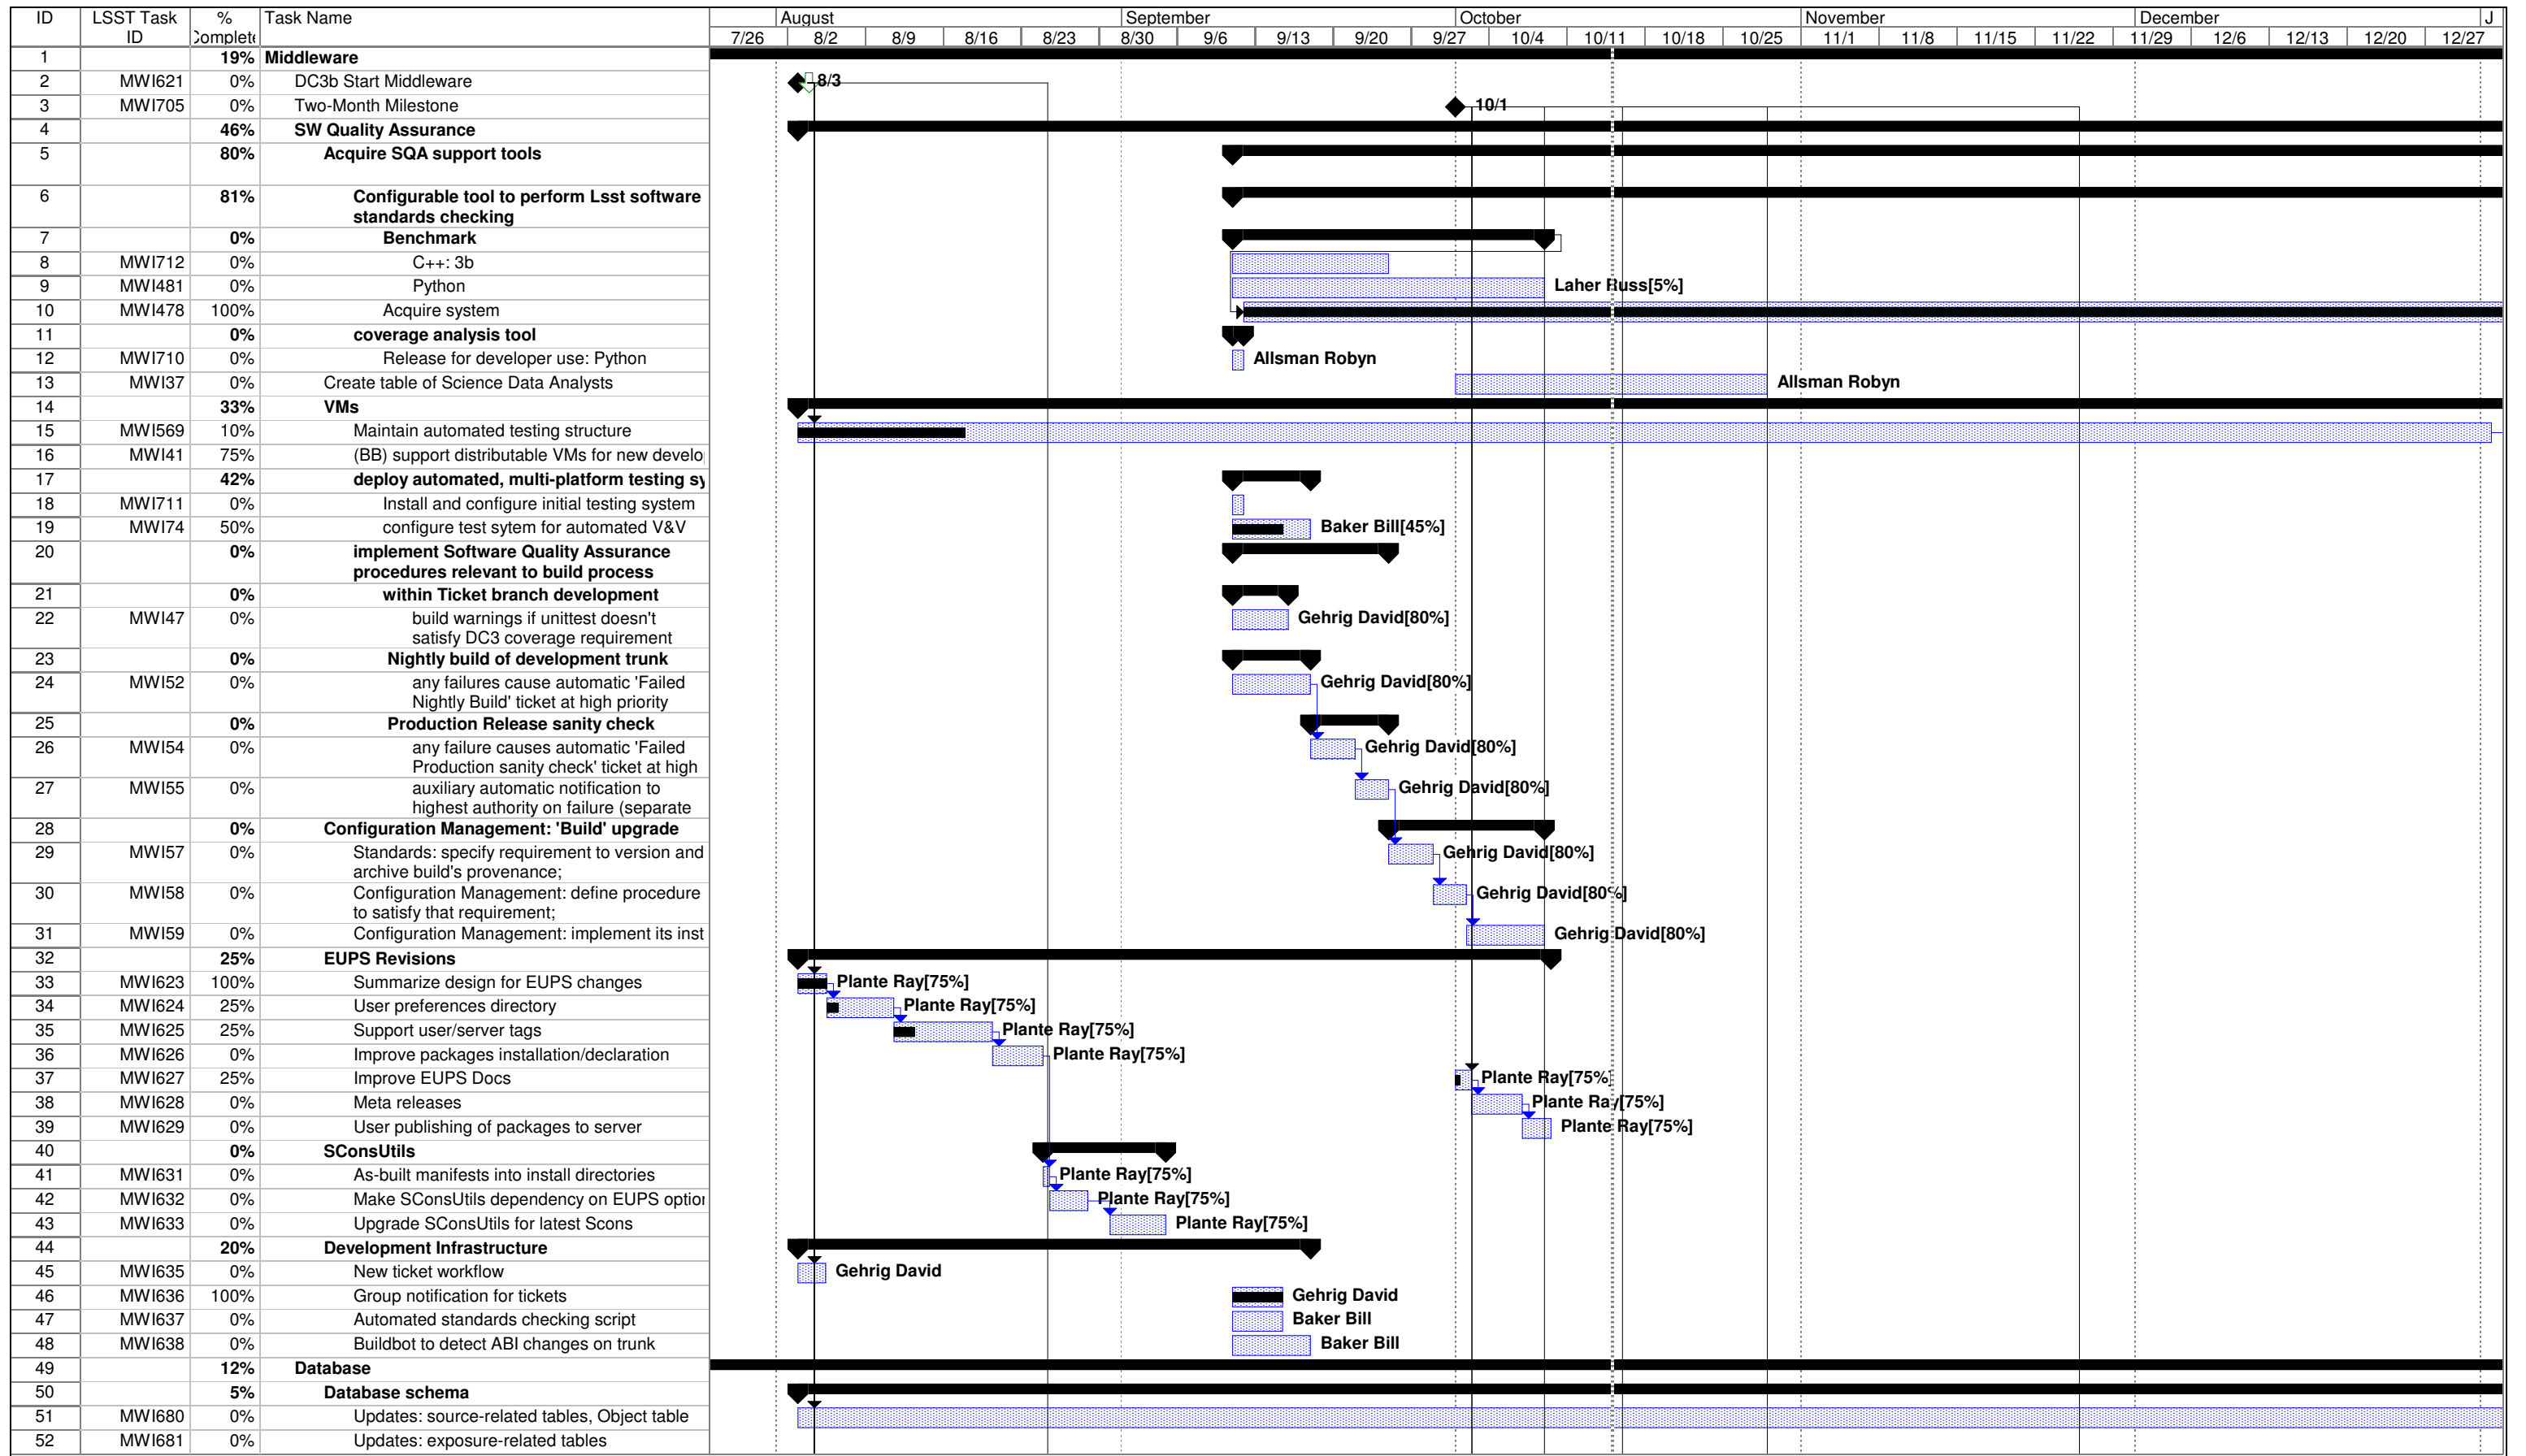 ID LSST Task ID % Complete Task Name August September October November December J
7/26 8/2 8/9 8/16 8/23 8/30 9/6 9/13 9/20 9/27 10/4 10/11 10/18 10/25 11/1 11/8 11/15 11/22 11/29 12/6 12/13 12/20 12/27
1 19% Middleware
2 MWI621 0% DC3b Start Middleware 8/3
3 MWI705 0% Two-Month Milestone 10/1
4 46% SW Quality Assurance
5 80% Acquire SQA support tools
6 81% Configurable tool to perform Lsst software
standards checking
7 0% Benchmark
8 MWI712 0% C++: 3b
9 MWI481 0% Python Laher Russ[5%]
10 MWI478 100% Acquire system
11 0% coverage analysis tool
12 MWI710 0% Release for developer use: Python Allsman Robyn
13 MWI37 0% Create table of Science Data Analysts Allsman Robyn
14 33% VMs
15 MWI569 10% Maintain automated testing structure
16 MWI41 75% (BB) support distributable VMs for new develo
17 42% deploy automated, multi-platform testing sy
18 MWI711 0% Install and configure initial testing system
19 MWI74 50% configure test sytem for automated V&V Baker Bill[45%]
20 0% implement Software Quality Assurance
procedures relevant to build process
21 0% within Ticket branch development
22 MWI47 0% build warnings if unittest doesn't Gehrig David[80%]
satisfy DC3 coverage requirement
23 0% Nightly build of development trunk
24 MWI52 0% any failures cause automatic 'Failed Gehrig David[80%]
Nightly Build' ticket at high priority
25 0% Production Release sanity check
26 MWI54 0% any failure causes automatic 'Failed Gehrig David[80%]
Production sanity check' ticket at high
27 MWI55 0% auxiliary automatic notification to Gehrig David[80%]
highest authority on failure (separate
28 0% Configuration Management: 'Build' upgrade
29 MWI57 0% Standards: specify requirement to version and Gehrig David[80%]
archive build's provenance;
30 MWI58 0% Configuration Management: define procedure Gehrig David[80%]
to satisfy that requirement;
31 MWI59 0% Configuration Management: implement its inst Gehrig David[80%]
32 25% EUPS Revisions
33 MWI623 100% Summarize design for EUPS changes Plante Ray[75%]
34 MWI624 25% User preferences directory Plante Ray[75%]
35 MWI625 25% Support user/server tags Plante Ray[75%]
36 MWI626 0% Improve packages installation/declaration Plante Ray[75%]
37 MWI627 25% Improve EUPS Docs Plante Ray[75%]
38 MWI628 0% Meta releases Plante Ray[75%]
39 MWI629 0% User publishing of packages to server Plante Ray[75%]
40 0% SConsUtils
41 MWI631 0% As-built manifests into install directories Plante Ray[75%]
42 MWI632 0% Make SConsUtils dependency on EUPS option Plante Ray[75%]
43 MWI633 0% Upgrade SConsUtils for latest Scons Plante Ray[75%]
44 20% Development Infrastructure
45 MWI635 0% New ticket workflow Gehrig David
46 MWI636 100% Group notification for tickets Gehrig David
47 MWI637 0% Automated standards checking script Baker Bill
48 MWI638 0% Buildbot to detect ABI changes on trunk Baker Bill
49 12% Database
50 5% Database schema
51 MWI680 0% Updates: source-related tables, Object table
52 MWI681 0% Updates: exposure-related tables